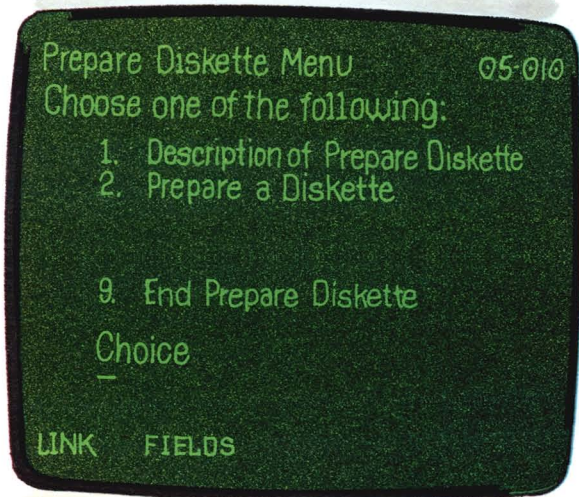 Prepare Diskette Menu 05-010
Choose one of the following:
1. Description of Prepare Diskette
2. Prepare a Diskette
9. End Prepare Diskette
Choice
LINK FIELDS